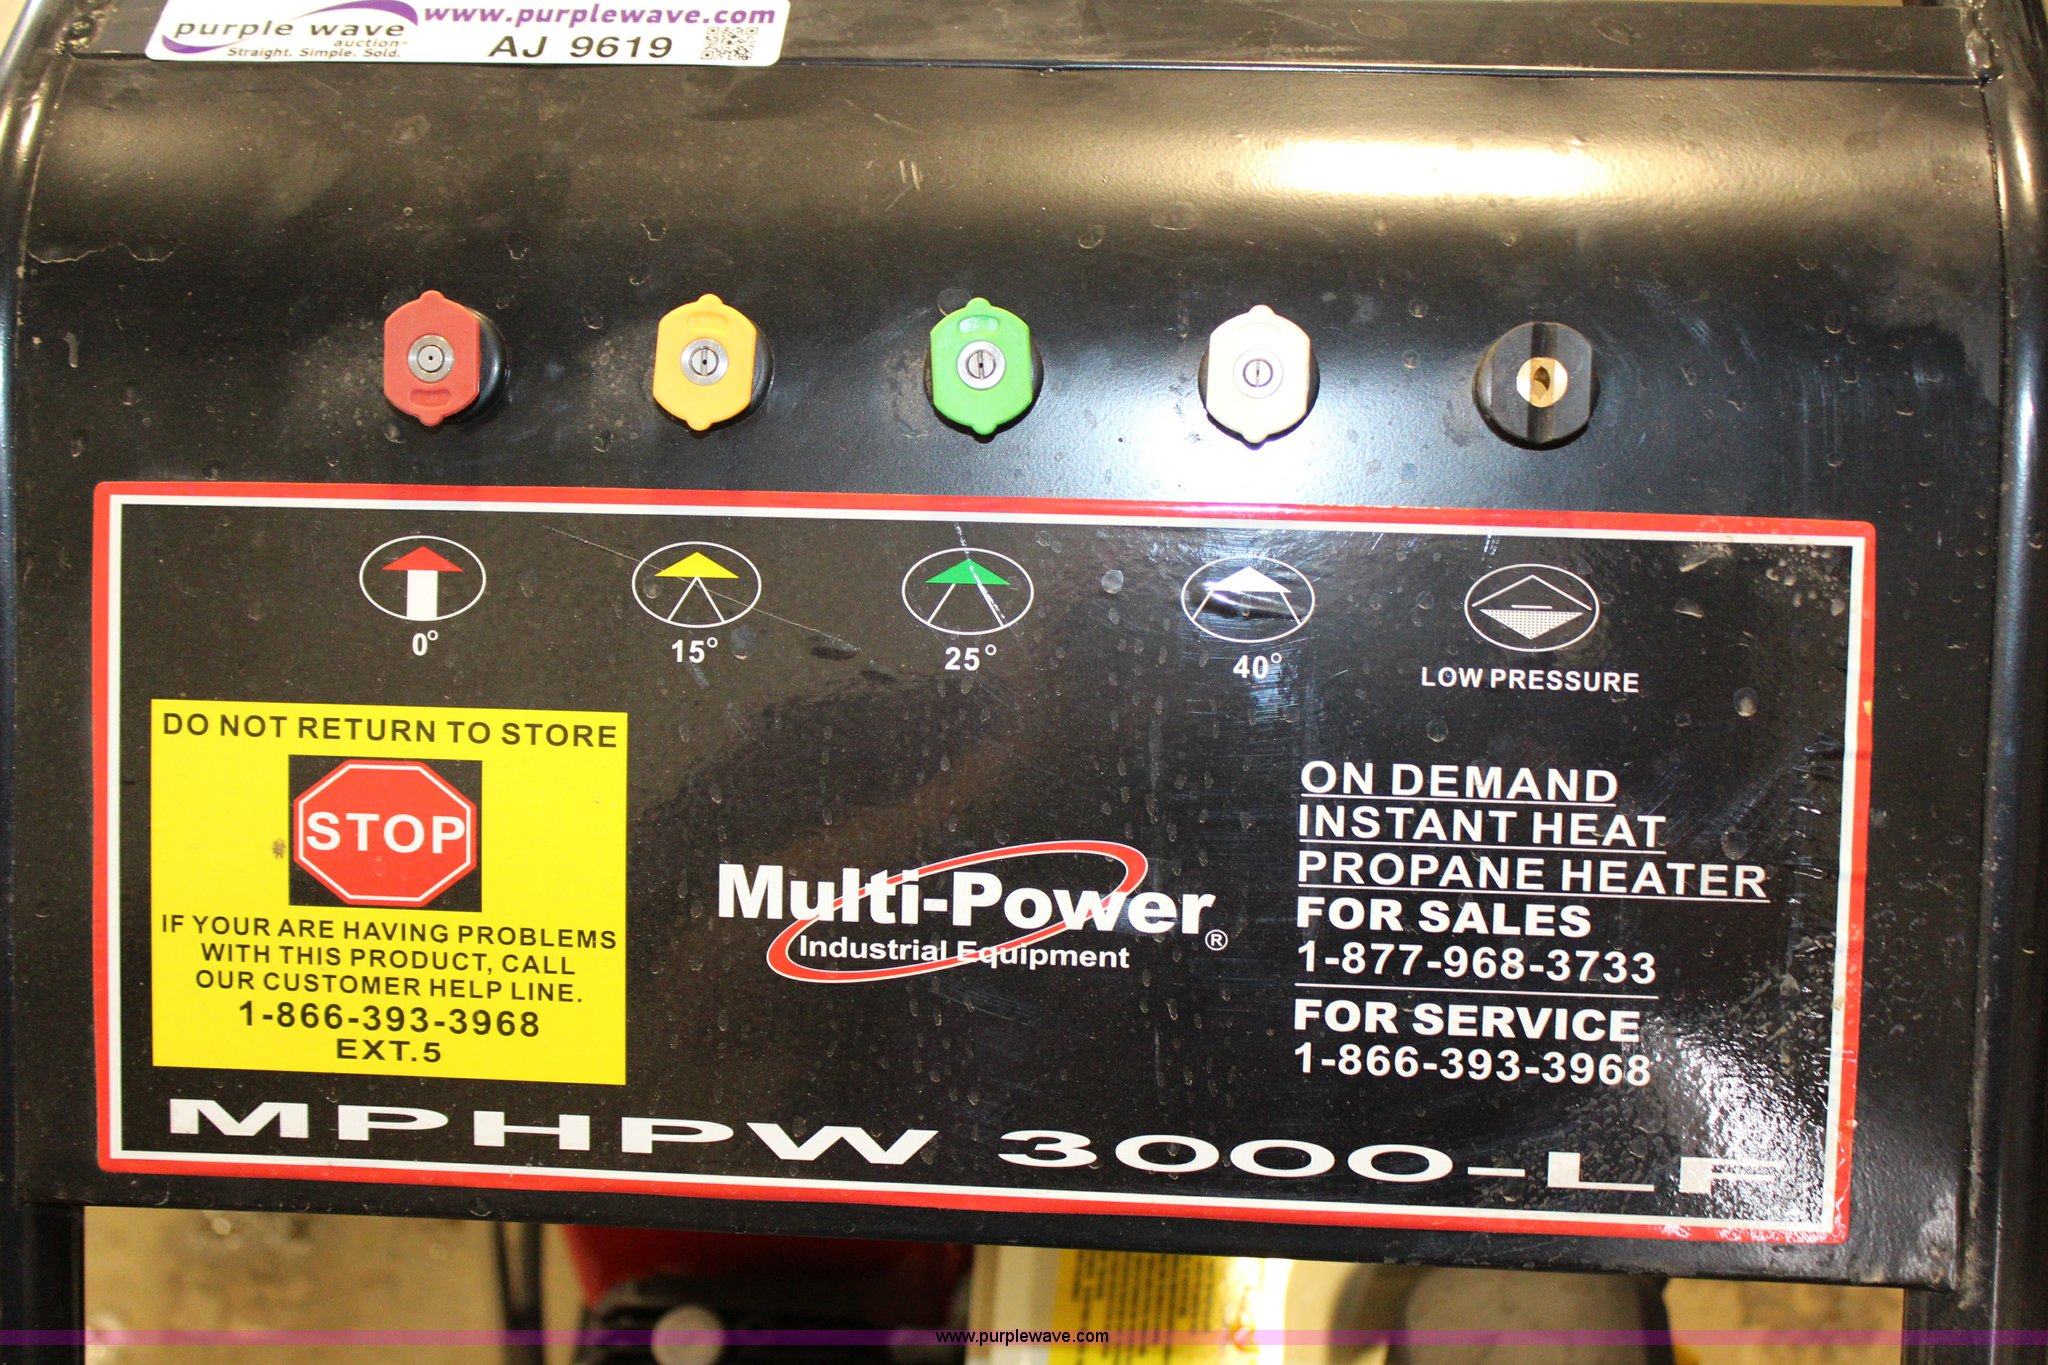 purple wave
auction
Straight. Simple. Sold.
www.purplewave.com
AJ 9619
0°
15°
25°
40°
LOW PRESSURE
DO NOT RETURN TO STORE
STOP
IF YOUR ARE HAVING PROBLEMS
WITH THIS PRODUCT, CALL
OUR CUSTOMER HELP LINE.
1-866-393-3968
EXT.5
Multi-Power®
Industrial Equipment
ON DEMAND
INSTANT HEAT
PROPANE HEATER
FOR SALES
1-877-968-3733
FOR SERVICE
1-866-393-3968
MPHPW 3000-LF
www.purplewave.com